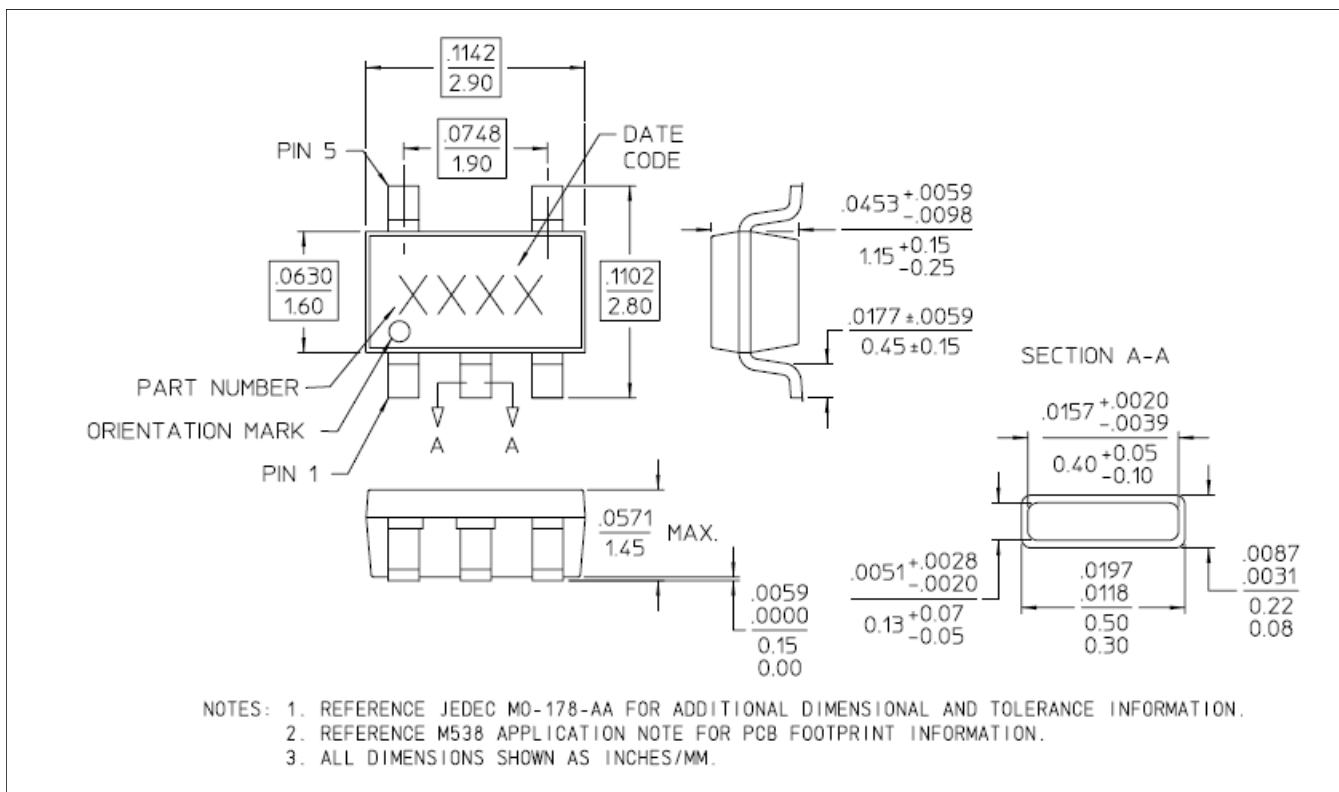 .1142
2.90
.0748
1.90
PIN 5
DATE
CODE
.0630
1.60
XXXX
.1102
2.80
PART NUMBER
ORIENTATION MARK
PIN 1
A A
.0453 +.0059
-.0098
1.15 +0.15
-0.25
.0177 ±.0059
0.45 ±0.15
SECTION A-A
.0157 +.0020
-.0039
0.40 +0.05
-0.10
.0571
1.45
MAX.
.0059
.0000
0.15
0.00
.0051 +.0028
-.0020
0.13 +0.07
-0.05
.0197
.0118
0.50
0.30
.0087
.0031
0.22
0.08
NOTES: 1. REFERENCE JEDEC MO-178-AA FOR ADDITIONAL DIMENSIONAL AND TOLERANCE INFORMATION.
2. REFERENCE M538 APPLICATION NOTE FOR PCB FOOTPRINT INFORMATION.
3. ALL DIMENSIONS SHOWN AS INCHES/MM.